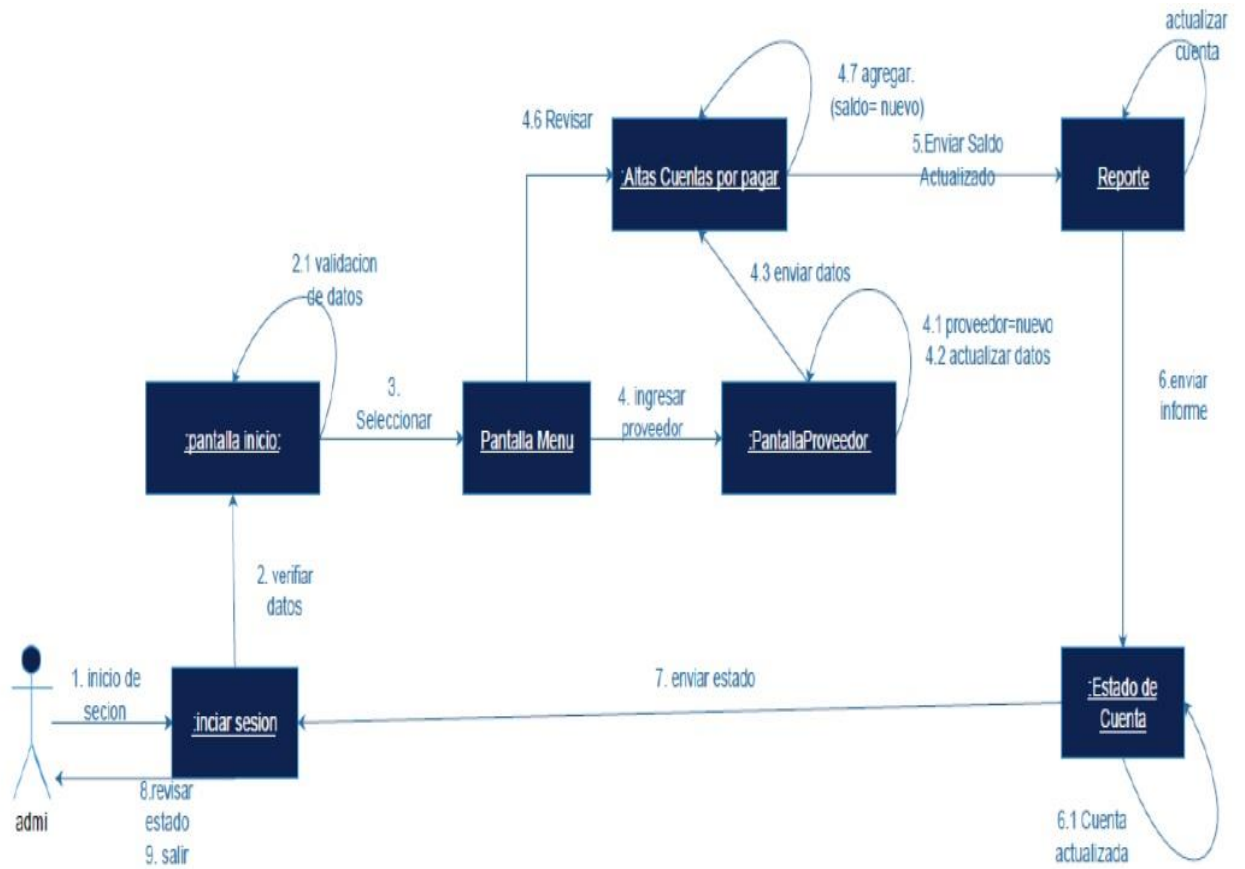 actualizar
cuenta
4.7 agregar.
(saldo= nuevo)
4.6 Revisar
:Altas Cuentas por pagar
5.Enviar Saldo
Actualizado
Reporte
2.1 validacion
de datos
4.3 enviar datos
4.1 proveedor=nuevo
4.2 actualizar datos
:pantalla inicio:
3.
Seleccionar
Pantalla Menu
4. ingresar
proveedor
:PantallaProveedor
6.enviar
informe
2. verifiar
datos
1. inicio de
secion
:inciar sesion
7. enviar estado
:Estado de
Cuenta
admi
8.revisar
estado
9. salir
6.1 Cuenta
actualizada